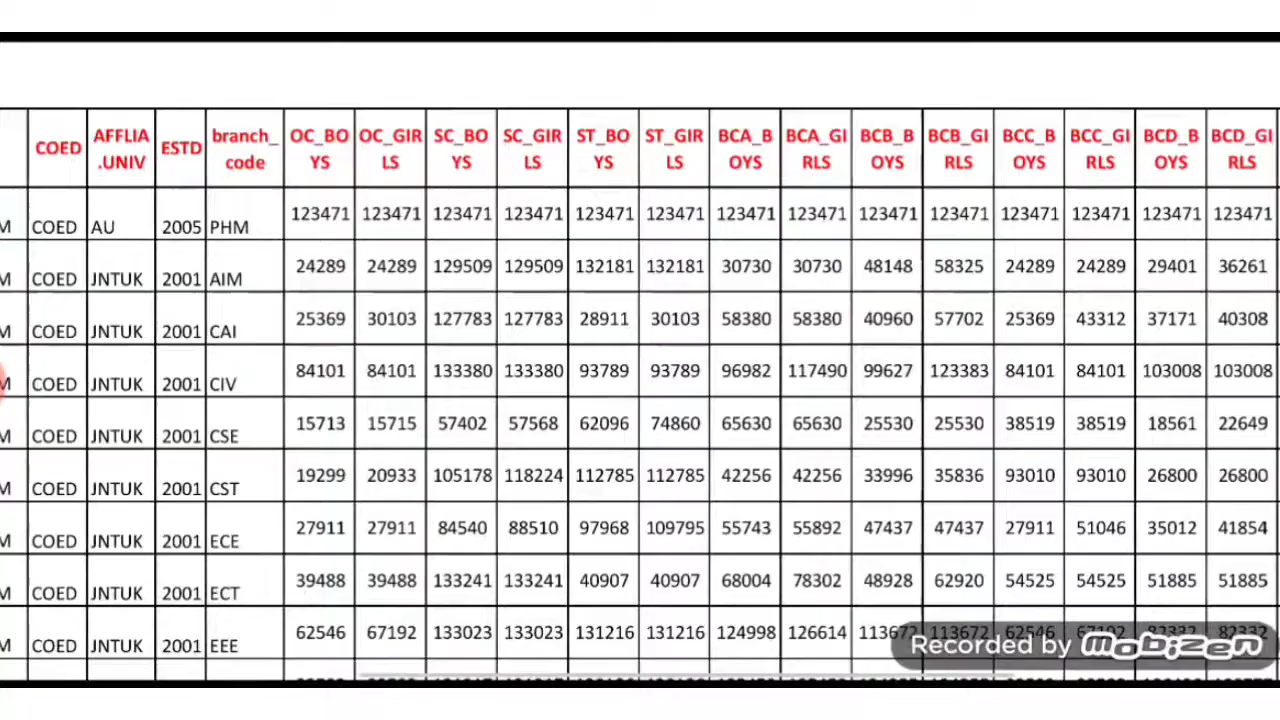 COED AFFLIA.UNIV ESTD branch_code OC_BOYS OC_GIRLS SC_BOYS SC_GIRLS ST_BOYS ST_GIRLS BCA_BOYS BCA_GIRLS BCB_BOYS BCB_GIRLS BCC_BOYS BCC_GIRLS BCD_BOYS BCD_GIRLS
M COED AU 2005 PHM 123471 123471 123471 123471 123471 123471 123471 123471 123471 123471 123471 123471 123471 123471
M COED JNTUK 2001 AIM 24289 24289 129509 129509 132181 132181 30730 30730 48148 58325 24289 24289 29401 36261
M COED JNTUK 2001 CAI 25369 30103 127783 127783 28911 30103 58380 58380 40960 57702 25369 43312 37171 40308
M COED JNTUK 2001 CIV 84101 84101 133380 133380 93789 93789 96982 117490 99627 123383 84101 84101 103008 103008
M COED JNTUK 2001 CSE 15713 15715 57402 57568 62096 74860 65630 65630 25530 25530 38519 38519 18561 22649
M COED JNTUK 2001 CST 19299 20933 105178 118224 112785 112785 42256 42256 33996 35836 93010 93010 26800 26800
M COED JNTUK 2001 ECE 27911 27911 84540 88510 97968 109795 55743 55892 47437 47437 27911 51046 35012 41854
M COED JNTUK 2001 ECT 39488 39488 133241 133241 40907 40907 68004 78302 48928 62920 54525 54525 51885 51885
M COED JNTUK 2001 EEE 62546 67192 133023 133023 131216 131216 124998 126614 113672 113672 62546 67192 82332 82332
Recorded by Mobizen